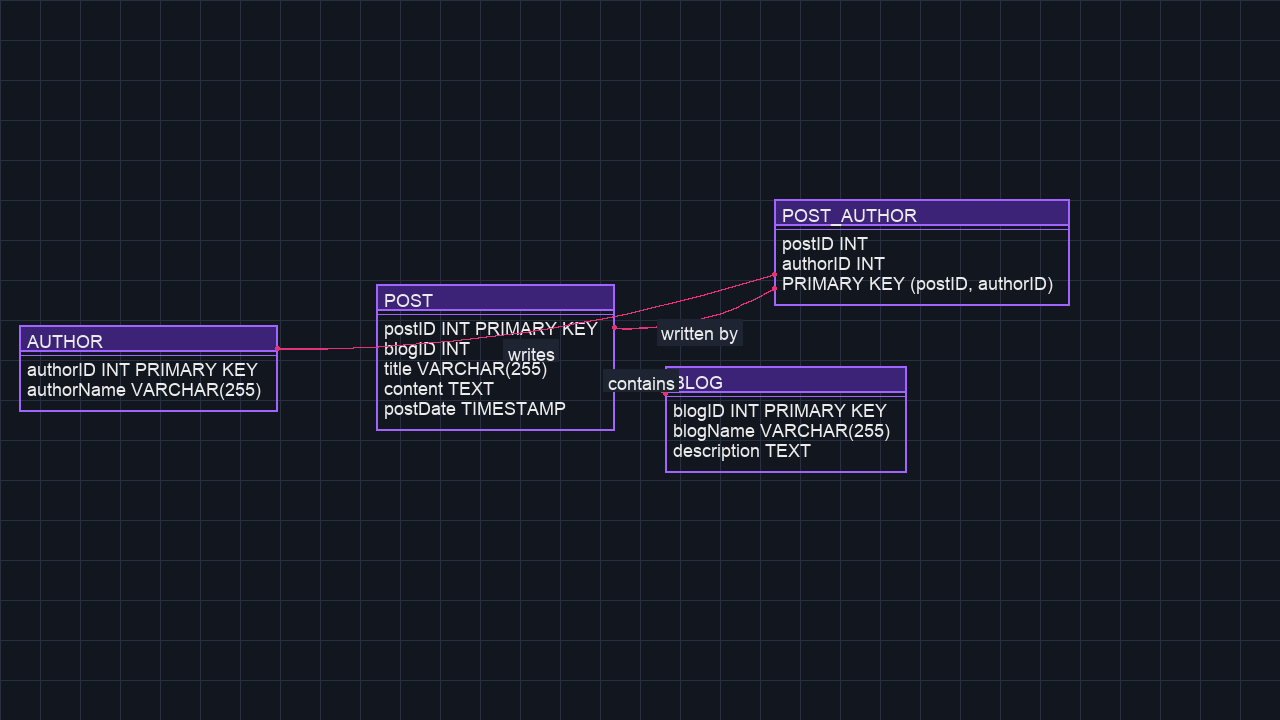 AUTHOR
authorID INT PRIMARY KEY
authorName VARCHAR(255)
POST
postID INT PRIMARY KEY
blogID INT
title VARCHAR(255)
content TEXT
postDate TIMESTAMP
writes
POST_AUTHOR
postID INT
authorID INT
PRIMARY KEY (postID, authorID)
written by
contains
BLOG
blogID INT PRIMARY KEY
blogName VARCHAR(255)
description TEXT